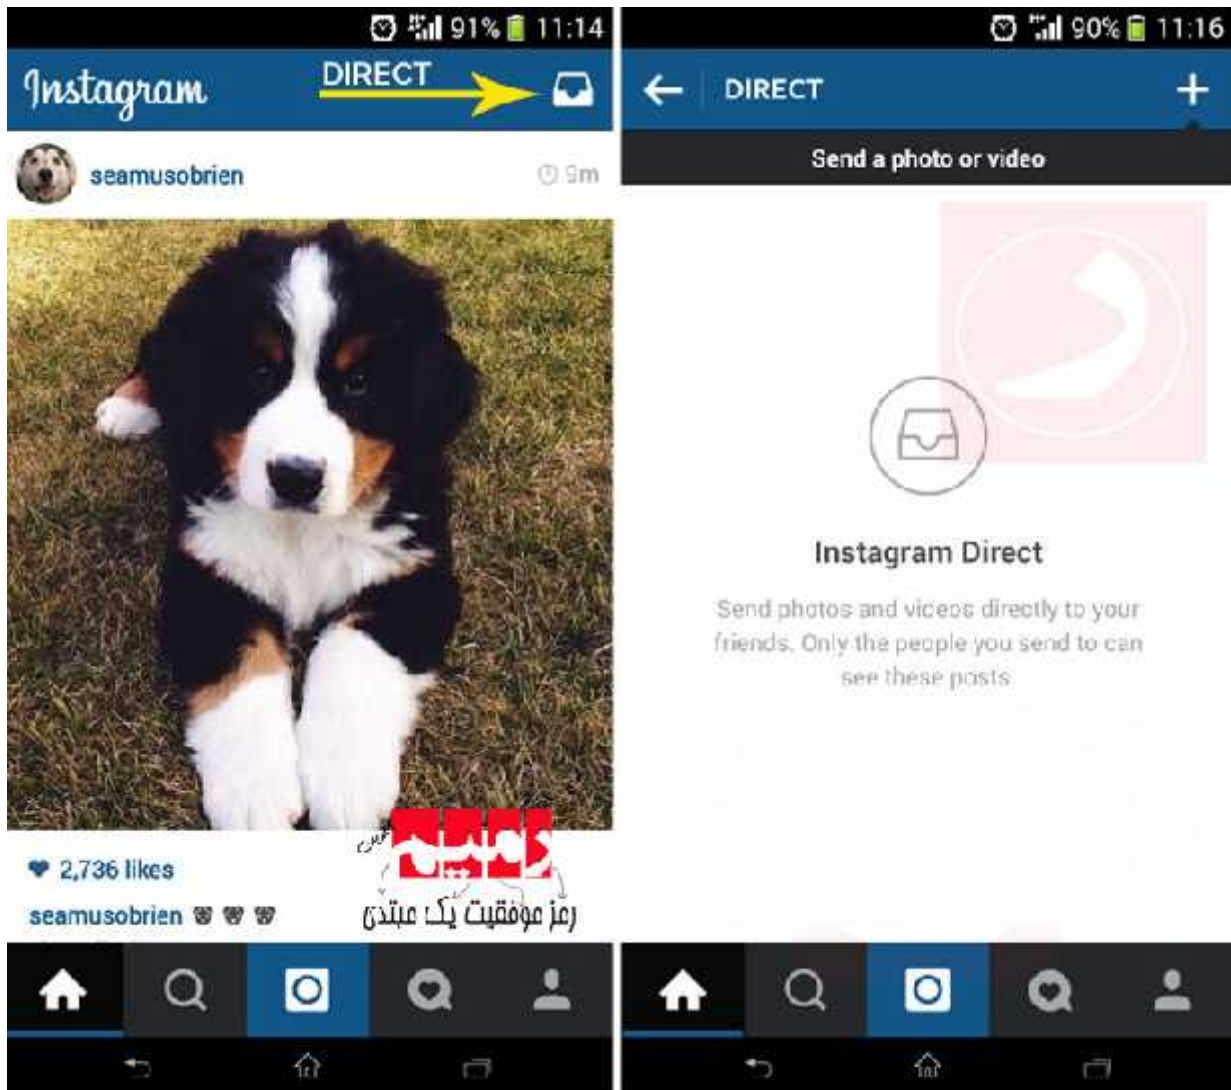 91% 11:14
Instagram
DIRECT
seamusobrien
9m
2,736 likes
seamusobrien
رمز موفقیت یک مبتدی
90% 11:16
DIRECT
Send a photo or video
د
Instagram Direct
Send photos and videos directly to your
friends. Only the people you send to can
see these posts